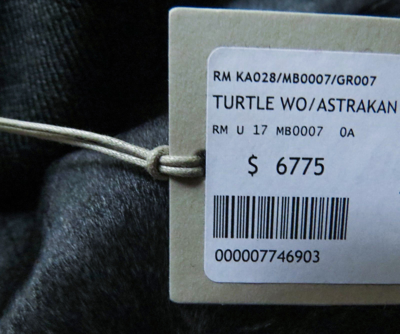 RM KA028/MB0007/GR007
TURTLE WO/ASTRAKAN
RM U 17 MB0007 0A
$ 6775
000007746903